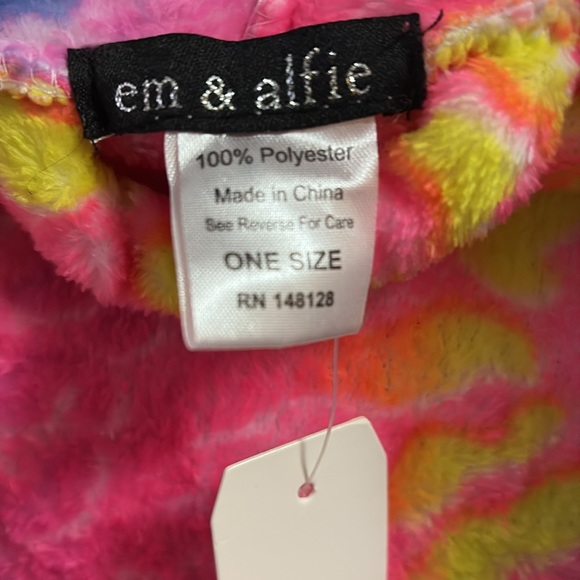 em & alfie
100% Polyester
Made in China
See Reverse For Care
ONE SIZE
RN 148128